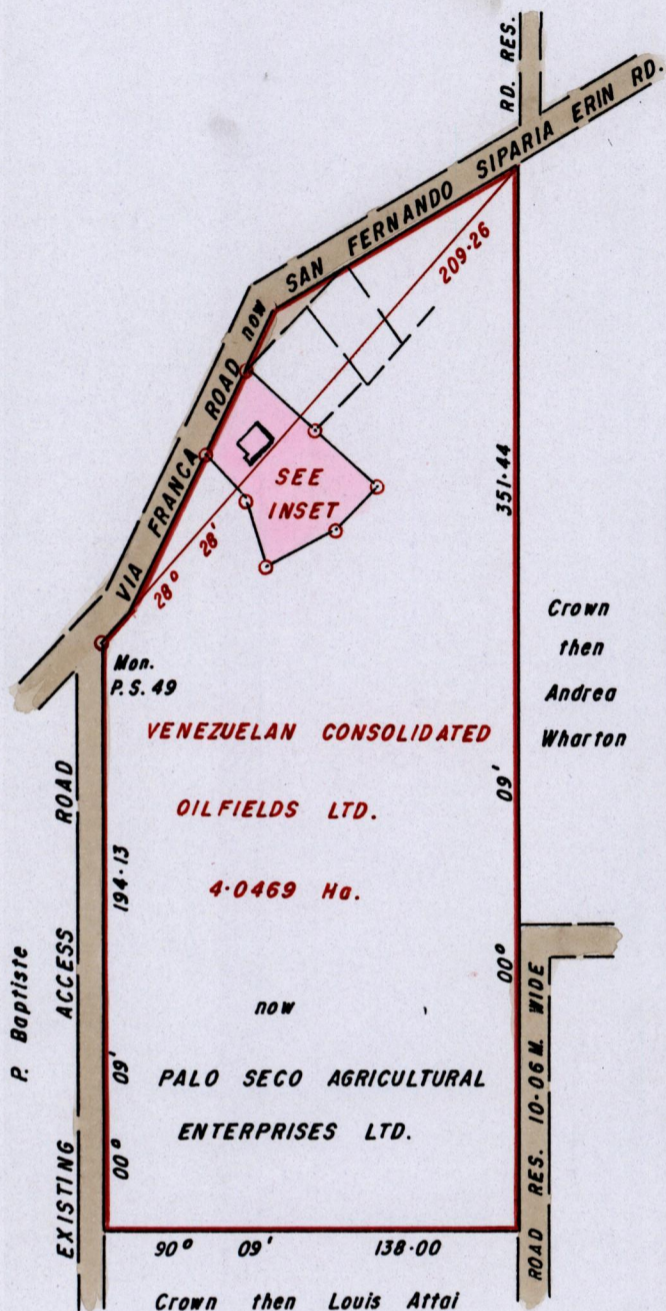 RD. RES.
VIA FRANCA ROAD now SAN FERNANDO SIPARIA ERIN RD.
209·26
SEE
INSET
28° 28'
351·44
Mon.
P.S. 49
Crown
then
Andrea
Wharton
VENEZUELAN CONSOLIDATED
OILFIELDS LTD.
4·0469 Ha.
00° 09'
now
PALO SECO AGRICULTURAL
ENTERPRISES LTD.
P. Baptiste
EXISTING ACCESS ROAD
00° 09' 194·13
ROAD RES. 10·06M. WIDE
90° 09' 138·00
Crown then Louis Attai